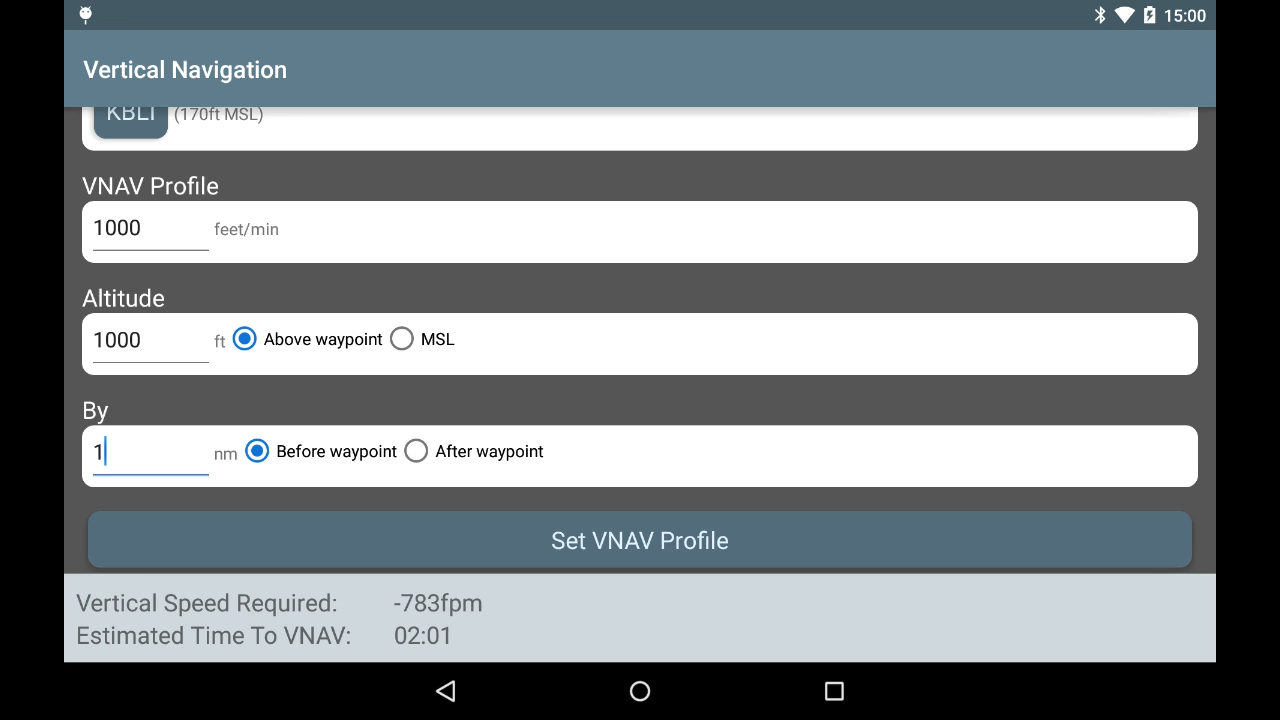 15:00
Vertical Navigation
KBLI (170ft MSL)
VNAV Profile
1000 feet/min
Altitude
1000 ft Above waypoint MSL
By
1 nm Before waypoint After waypoint
Set VNAV Profile
Vertical Speed Required: -783fpm
Estimated Time To VNAV: 02:01